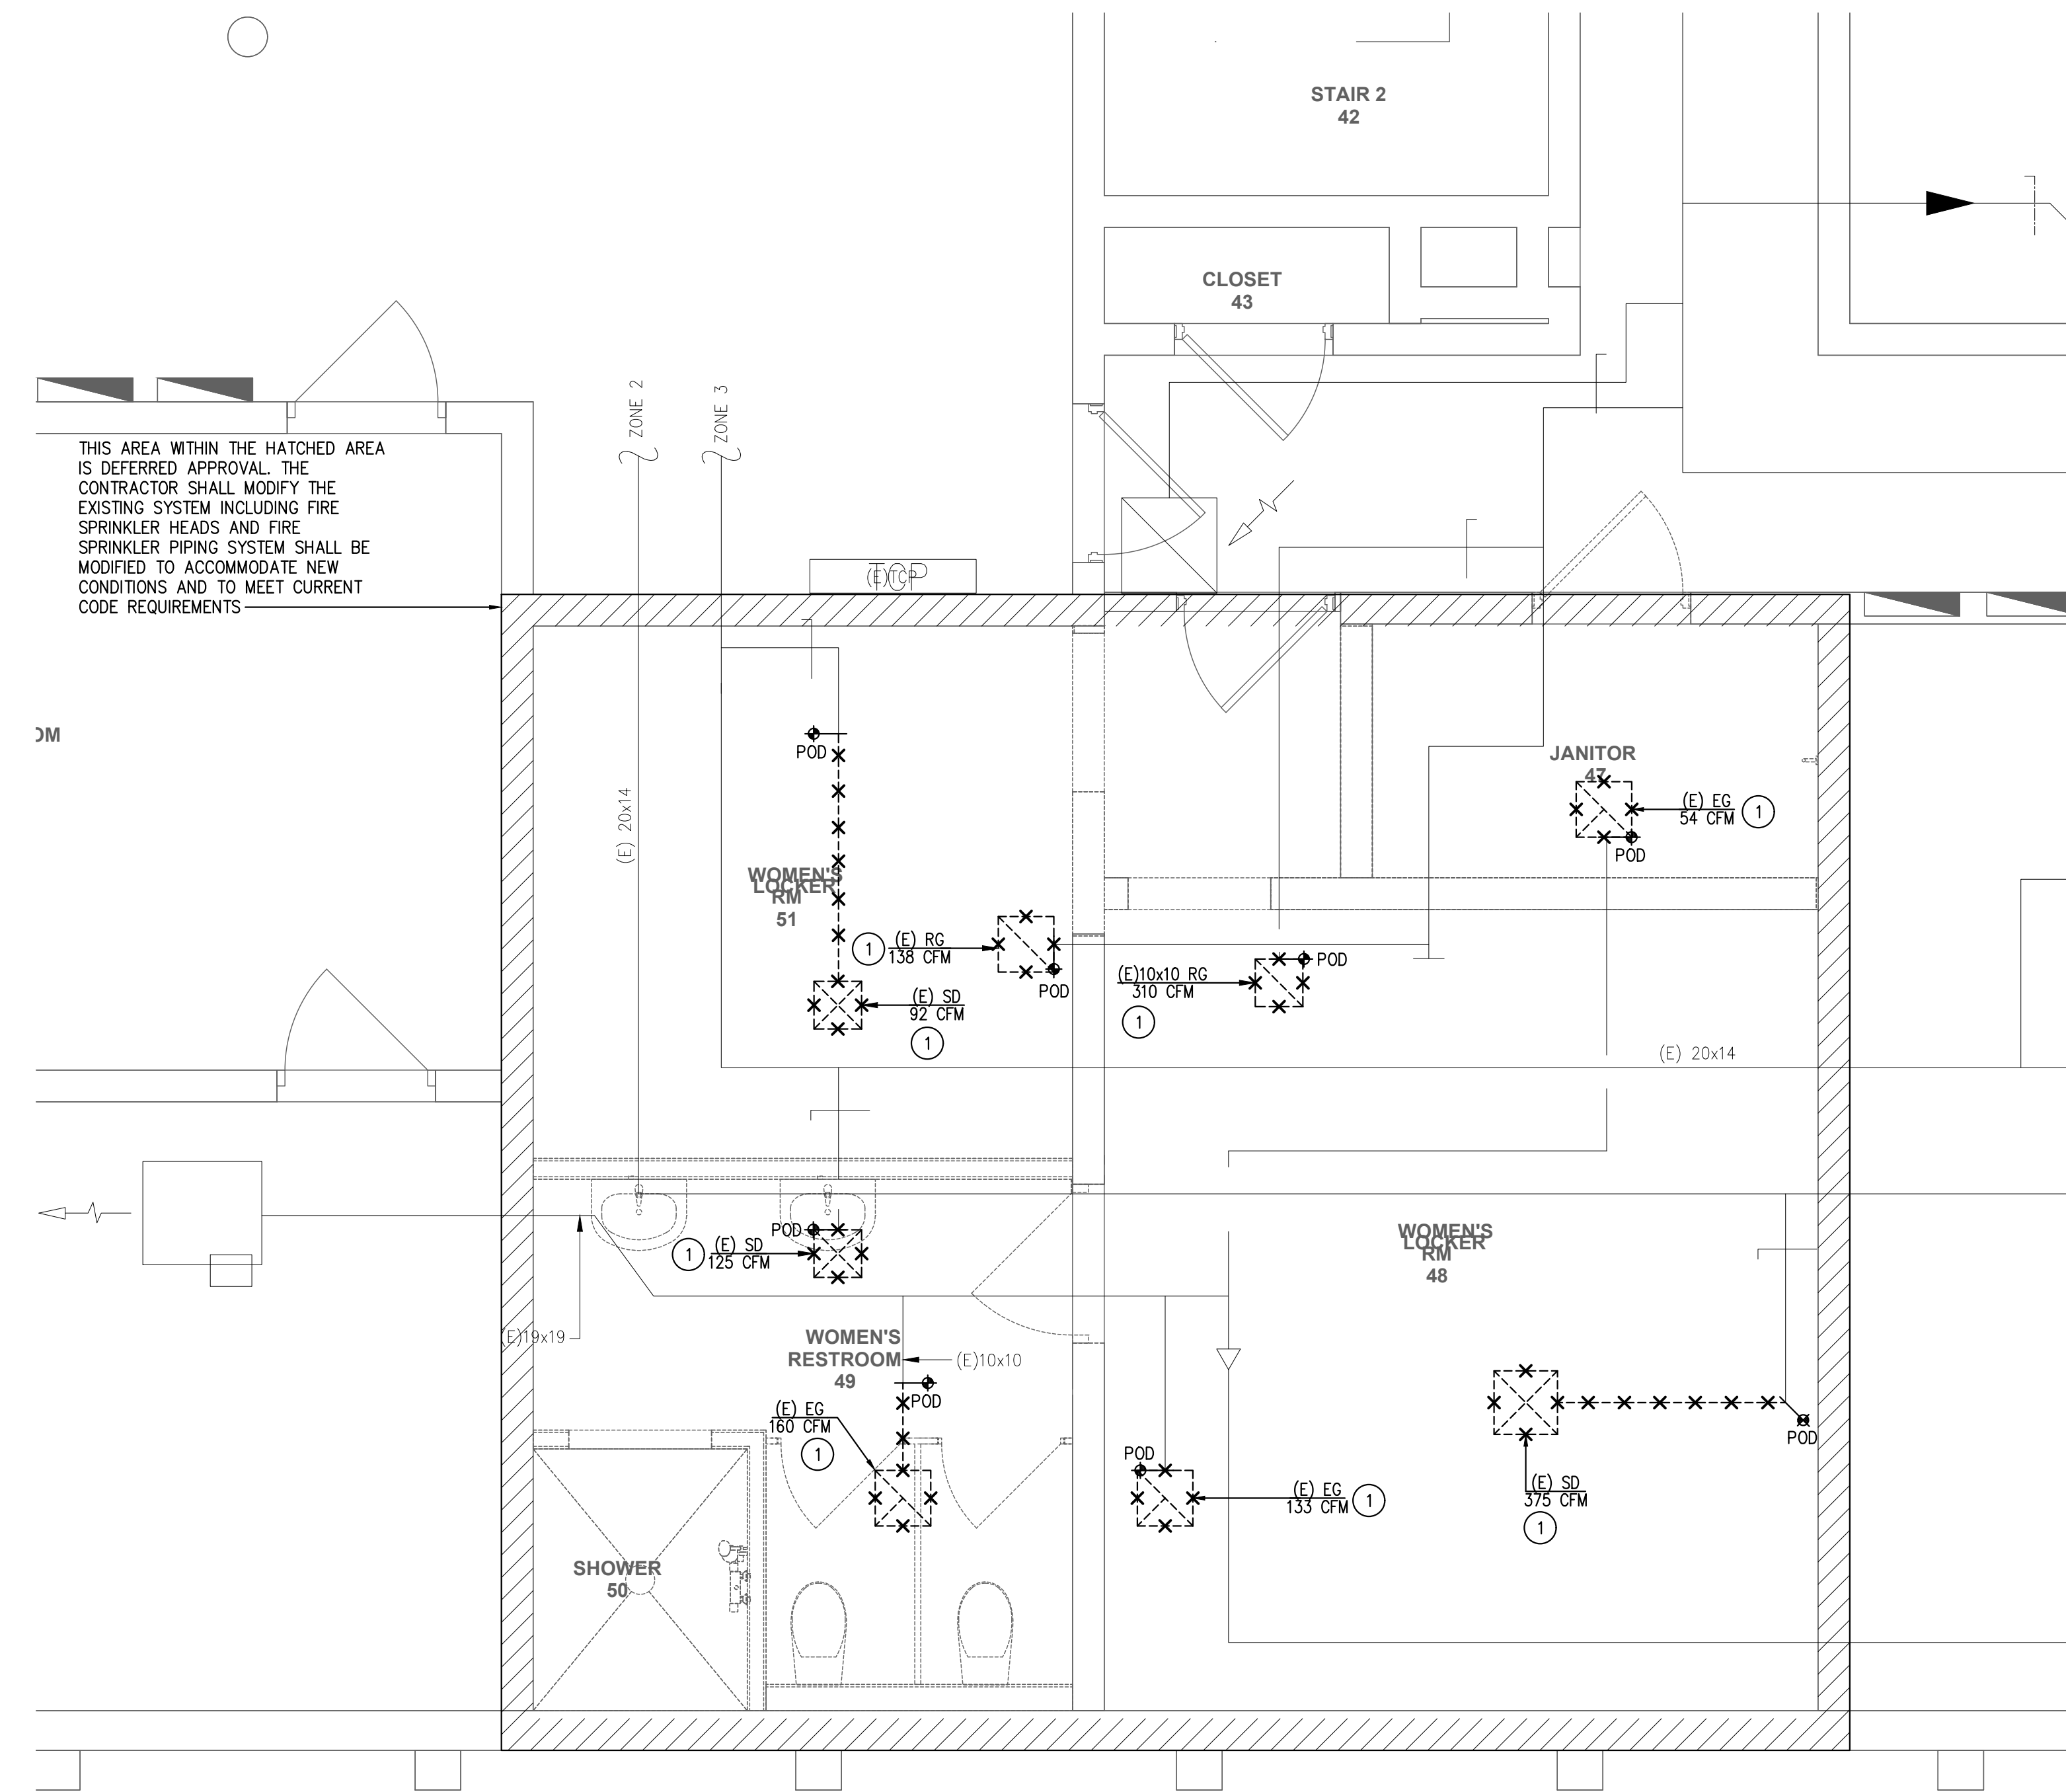 STAIR 2
42
CLOSET
43
ZONE 2
ZONE 3
THIS AREA WITHIN THE HATCHED AREA
IS DEFERRED APPROVAL. THE
CONTRACTOR SHALL MODIFY THE
EXISTING SYSTEM INCLUDING FIRE
SPRINKLER HEADS AND FIRE
SPRINKLER PIPING SYSTEM SHALL BE
MODIFIED TO ACCOMMODATE NEW
CONDITIONS AND TO MEET CURRENT
CODE REQUIREMENTS
TCP
(E)TCP
OM
POD
JANITOR
47
(E) EG
54 CFM
1
POD
(E) 20x14
WOMEN'S
LOCKER
RM
51
1
(E) RG
138 CFM
POD
(E)10x10 RG
310 CFM
1
POD
(E) SD
92 CFM
1
(E) 20x14
POD
1
(E) SD
125 CFM
WOMEN'S
LOCKER
RM
48
(E)19x19
WOMEN'S
RESTROOM
49
(E)10x10
POD
(E) EG
160 CFM
1
POD
(E) EG
133 CFM
1
POD
(E) SD
375 CFM
1
SHOWER
50